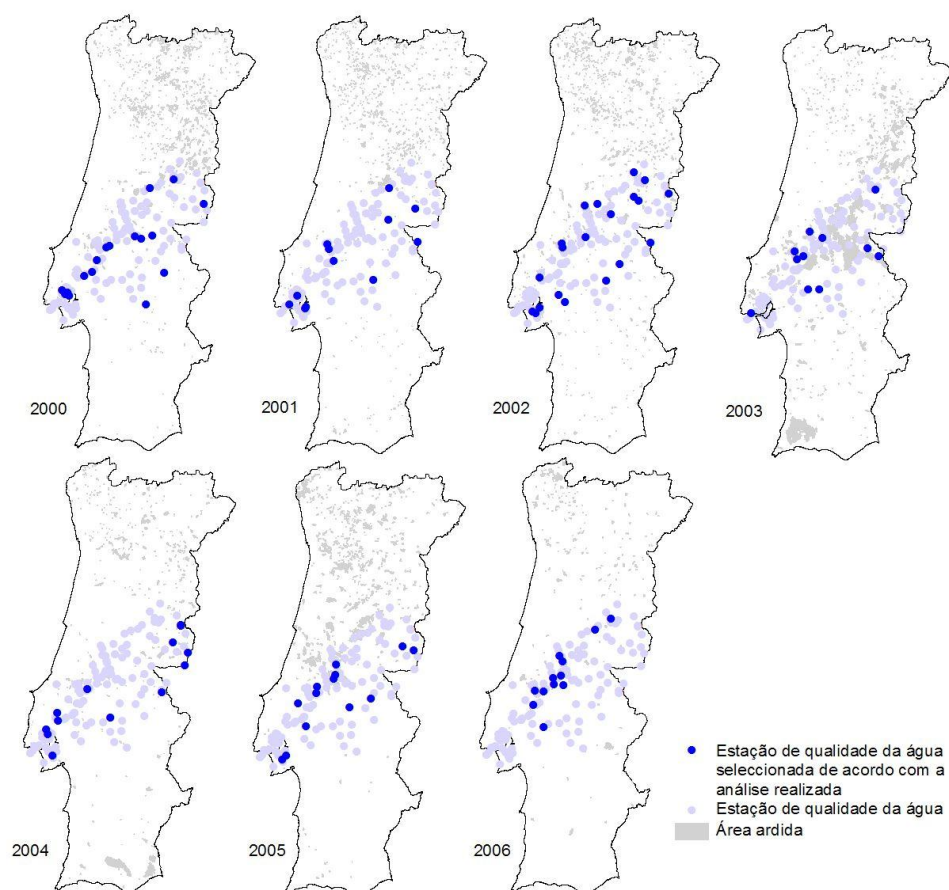 2000
2001
2002
2003
2004
2005
2006
Estação de qualidade da água
seleccionada de acordo com a
análise realizada
Estação de qualidade da água
Área ardida